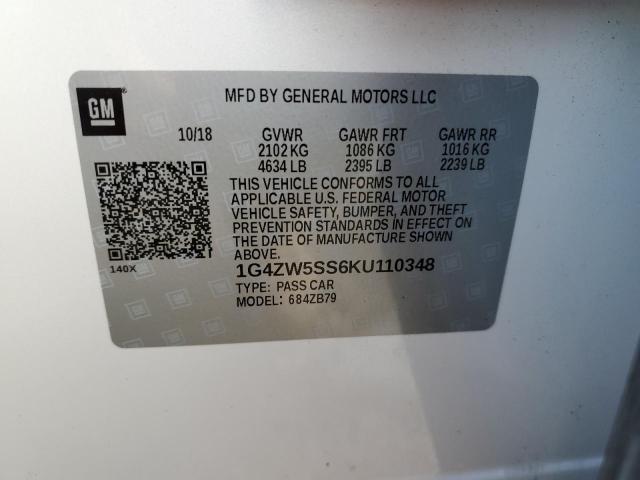 GM
MFD BY GENERAL MOTORS LLC
10/18 GVWR GAWR FRT GAWR RR
2102 KG 1086 KG 1016 KG
4634 LB 2395 LB 2239 LB
THIS VEHICLE CONFORMS TO ALL
APPLICABLE U.S. FEDERAL MOTOR
VEHICLE SAFETY, BUMPER, AND THEFT
PREVENTION STANDARDS IN EFFECT ON
THE DATE OF MANUFACTURE SHOWN
ABOVE.
140X
1G4ZW5SS6KU110348
TYPE: PASS CAR
MODEL: 684ZB79